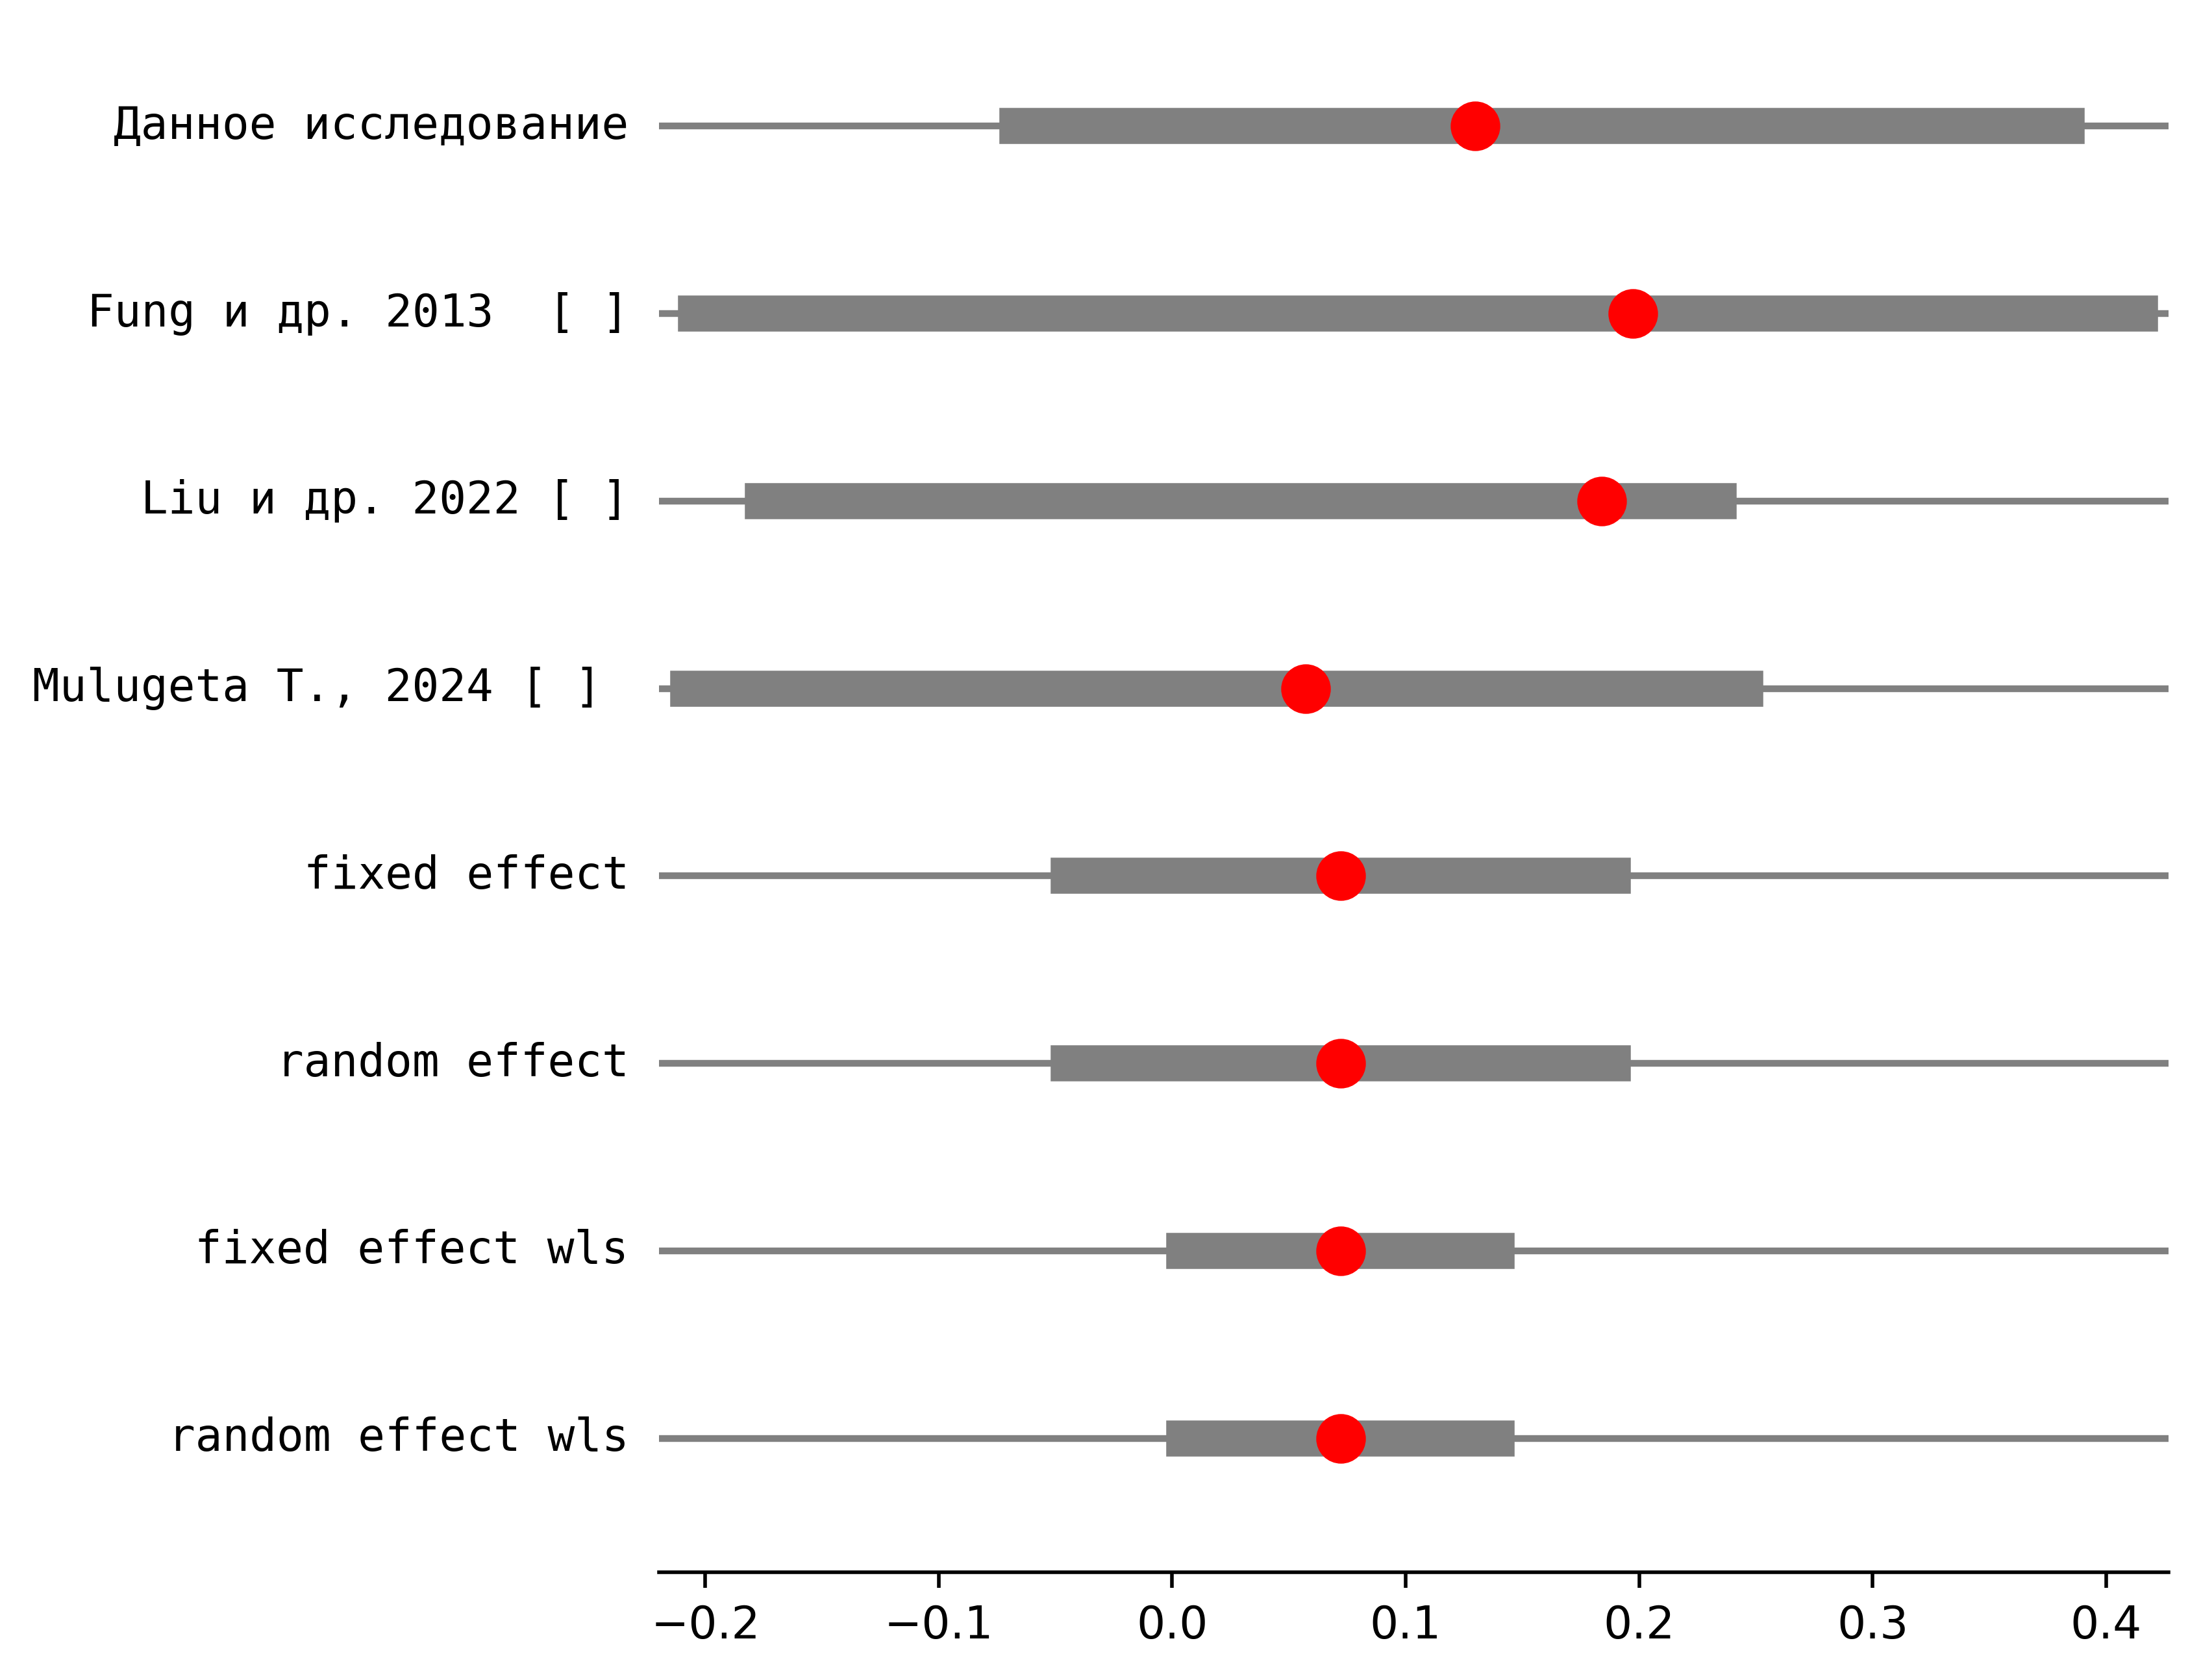 Данное исследование
Fung и др. 2013  [ ]
Liu и др. 2022 [ ]
Mulugeta T., 2024 [ ]
fixed effect
random effect
fixed effect wls
random effect wls
−0.2 −0.1 0.0 0.1 0.2 0.3 0.4